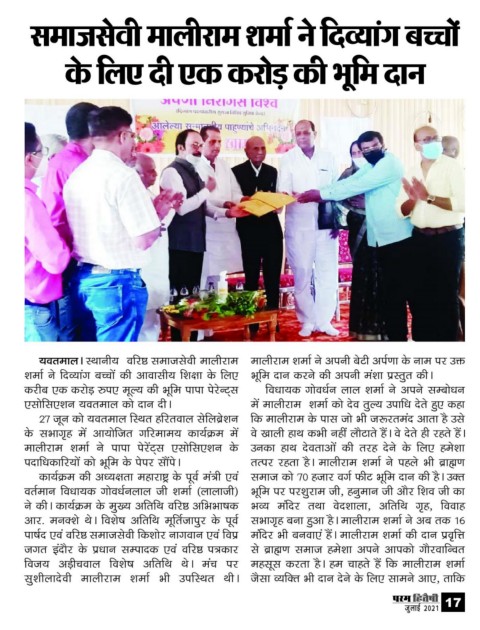 समाजसेवी मालीराम शर्मा ने दिव्यांग बच्चों
के लिए दी एक करोड़ की भूमि दान
यवतमाल। स्थानीय वरिष्ठ समाजसेवी मालीराम
शर्मा ने दिव्यांग बच्चों की आवासीय शिक्षा के लिए
करीब एक करोड़ रुपए मूल्य की भूमि पापा पेरेन्ट्स
एसोसिएशन यवतमाल को दान दी।
27 जून को यवतमाल स्थित हरितवाल सेलिब्रेशन
के सभागृह में आयोजित गरिमामय कार्यक्रम में
मालीराम शर्मा ने पापा पेरेंट्स एसोसिएशन के
पदाधिकारियों को भूमि के पेपर सौंपे।
कार्यक्रम की अध्यक्षता महाराष्ट्र के पूर्व मंत्री एवं
वर्तमान विधायक गोवर्धनलाल जी शर्मा (लालाजी)
ने की। कार्यक्रम के मुख्य अतिथि वरिष्ठ अभिभाषक
आर. मनक्शे थे। विशेष अतिथि मूर्तिजापुर के पूर्व
पार्षद एवं वरिष्ठ समाजसेवी किशोर नागवान एवं विप्र
जगत इंदौर के प्रधान सम्पादक एवं वरिष्ठ पत्रकार
विजय अड़ीचवाल विशेष अतिथि थे। मंच पर
सुशीलादेवी मालीराम शर्मा भी उपस्थित थी।
मालीराम शर्मा ने अपनी बेटी अर्पणा के नाम पर उक्त
भूमि दान करने की अपनी मंशा प्रस्तुत की।
विधायक गोवर्धन लाल शर्मा ने अपने सम्बोधन
में मालीराम शर्मा को देव तुल्य उपाधि देते हुए कहा
कि मालीराम के पास जो भी जरूरतमंद आता है उसे
वे खाली हाथ कभी नहीं लौटाते हैं। वे देते ही रहते हैं।
उनका हाथ देवताओं की तरह देने के लिए हमेशा
तत्पर रहता है। मालीराम शर्मा ने पहले भी ब्राह्मण
समाज को 70 हजार वर्ग फीट भूमि दान की है। उक्त
भूमि पर परशुराम जी, हनुमान जी और शिव जी का
भव्य मंदिर तथा वेदशाला, अतिथि गृह, विवाह
सभागृह बना हुआ है। मालीराम शर्मा ने अब तक 16
मंदिर भी बनवाएं हैं। मालीराम शर्मा की दान प्रवृत्ति
से ब्राह्मण समाज हमेशा अपने आपको गौरवान्वित
महसूस करता है। हम चाहते हैं कि मालीराम शर्मा
जैसा व्यक्ति भी दान देने के लिए सामने आए, ताकि
परम हितैषी
जुलाई 2021
17